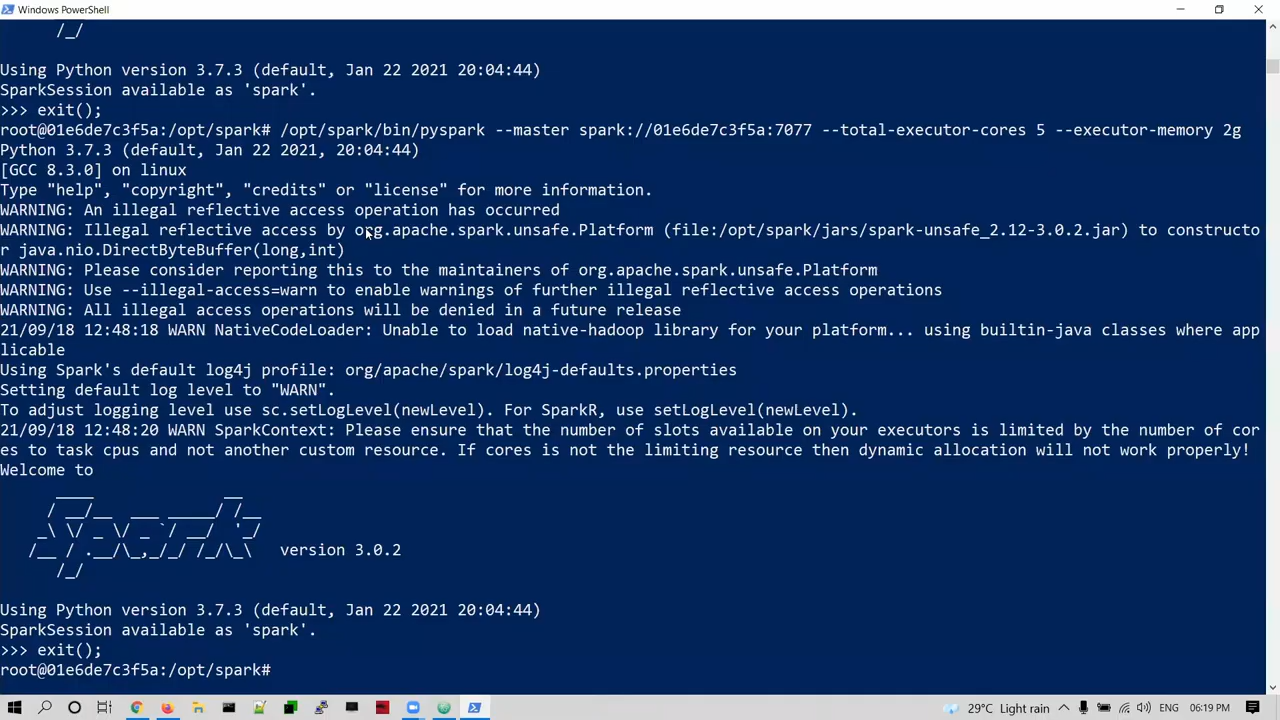 Windows PowerShell
/_/
Using Python version 3.7.3 (default, Jan 22 2021 20:04:44)
SparkSession available as 'spark'.
>>> exit();
root@01e6de7c3f5a:/opt/spark# /opt/spark/bin/pyspark --master spark://01e6de7c3f5a:7077 --total-executor-cores 5 --executor-memory 2g
Python 3.7.3 (default, Jan 22 2021, 20:04:44)
[GCC 8.3.0] on linux
Type "help", "copyright", "credits" or "license" for more information.
WARNING: An illegal reflective access operation has occurred
WARNING: Illegal reflective access by org.apache.spark.unsafe.Platform (file:/opt/spark/jars/spark-unsafe_2.12-3.0.2.jar) to constructo
r java.nio.DirectByteBuffer(long,int)
WARNING: Please consider reporting this to the maintainers of org.apache.spark.unsafe.Platform
WARNING: Use --illegal-access=warn to enable warnings of further illegal reflective access operations
WARNING: All illegal access operations will be denied in a future release
21/09/18 12:48:18 WARN NativeCodeLoader: Unable to load native-hadoop library for your platform... using builtin-java classes where app
licable
Using Spark's default log4j profile: org/apache/spark/log4j-defaults.properties
Setting default log level to "WARN".
To adjust logging level use sc.setLogLevel(newLevel). For SparkR, use setLogLevel(newLevel).
21/09/18 12:48:20 WARN SparkContext: Please ensure that the number of slots available on your executors is limited by the number of cor
es to task cpus and not another custom resource. If cores is not the limiting resource then dynamic allocation will not work properly!
Welcome to
      ____              __
     / __/__  ___ _____/ /__
    _\ \/ _ \/ _ `/ __/  '_/
   /__ / .__/\_,_/_/ /_/\_\   version 3.0.2
      /_/
Using Python version 3.7.3 (default, Jan 22 2021 20:04:44)
SparkSession available as 'spark'.
>>> exit();
root@01e6de7c3f5a:/opt/spark#
29°C Light rain ENG 06:19 PM